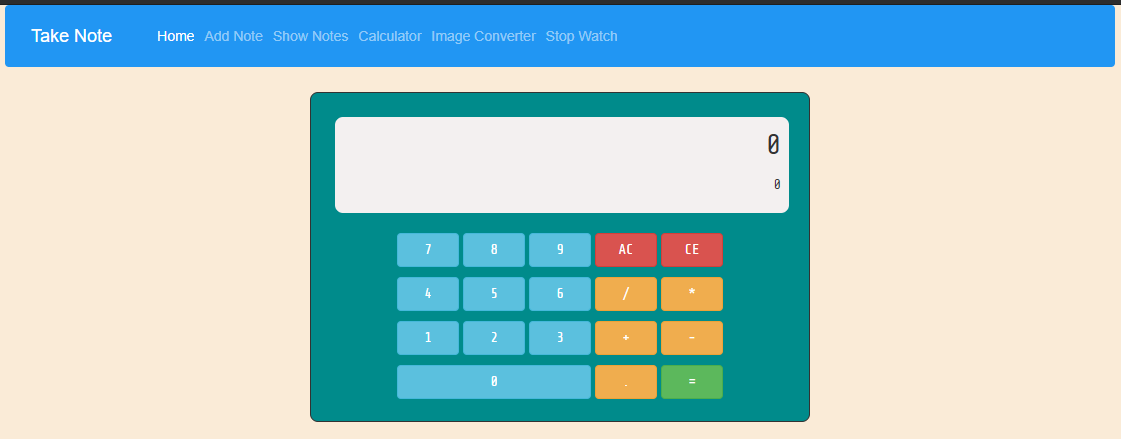 Take Note Home Add Note Show Notes Calculator Image Converter Stop Watch
0
0
7 8 9 AC CE
4 5 6 / *
1 2 3 + -
0 . =